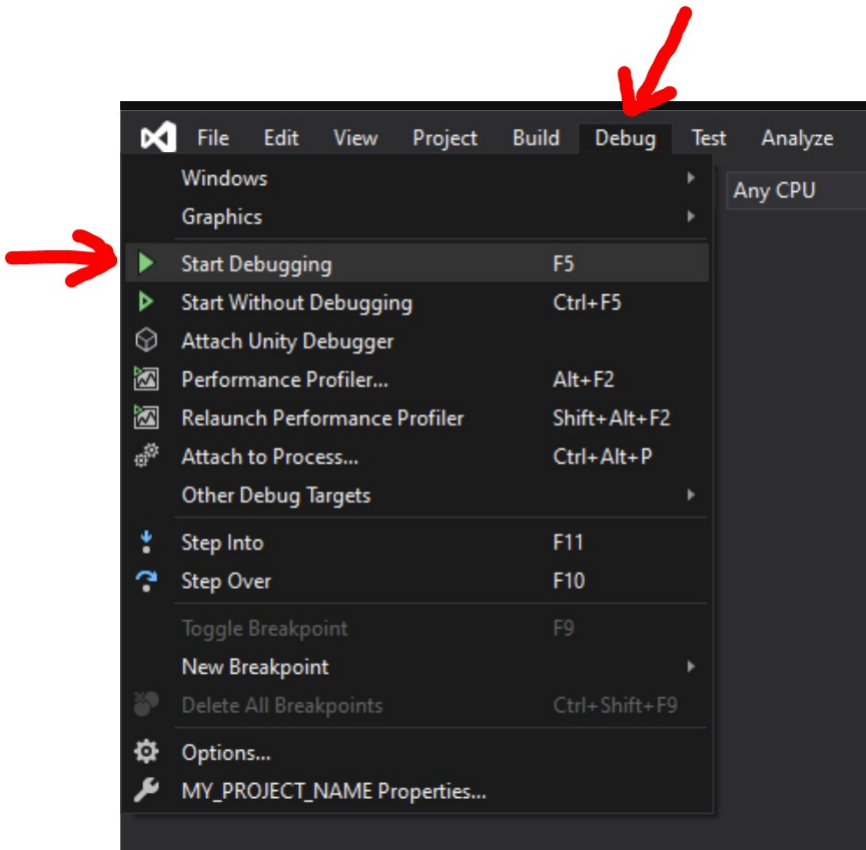 File Edit View Project Build Debug Test Analyze
Windows
Any CPU
Graphics
Start Debugging F5
Start Without Debugging Ctrl+F5
Attach Unity Debugger
Performance Profiler... Alt+F2
Relaunch Performance Profiler Shift+Alt+F2
Attach to Process... Ctrl+Alt+P
Other Debug Targets
Step Into F11
Step Over F10
Toggle Breakpoint F9
New Breakpoint
Delete All Breakpoints Ctrl+Shift+F9
Options...
MY_PROJECT_NAME Properties...